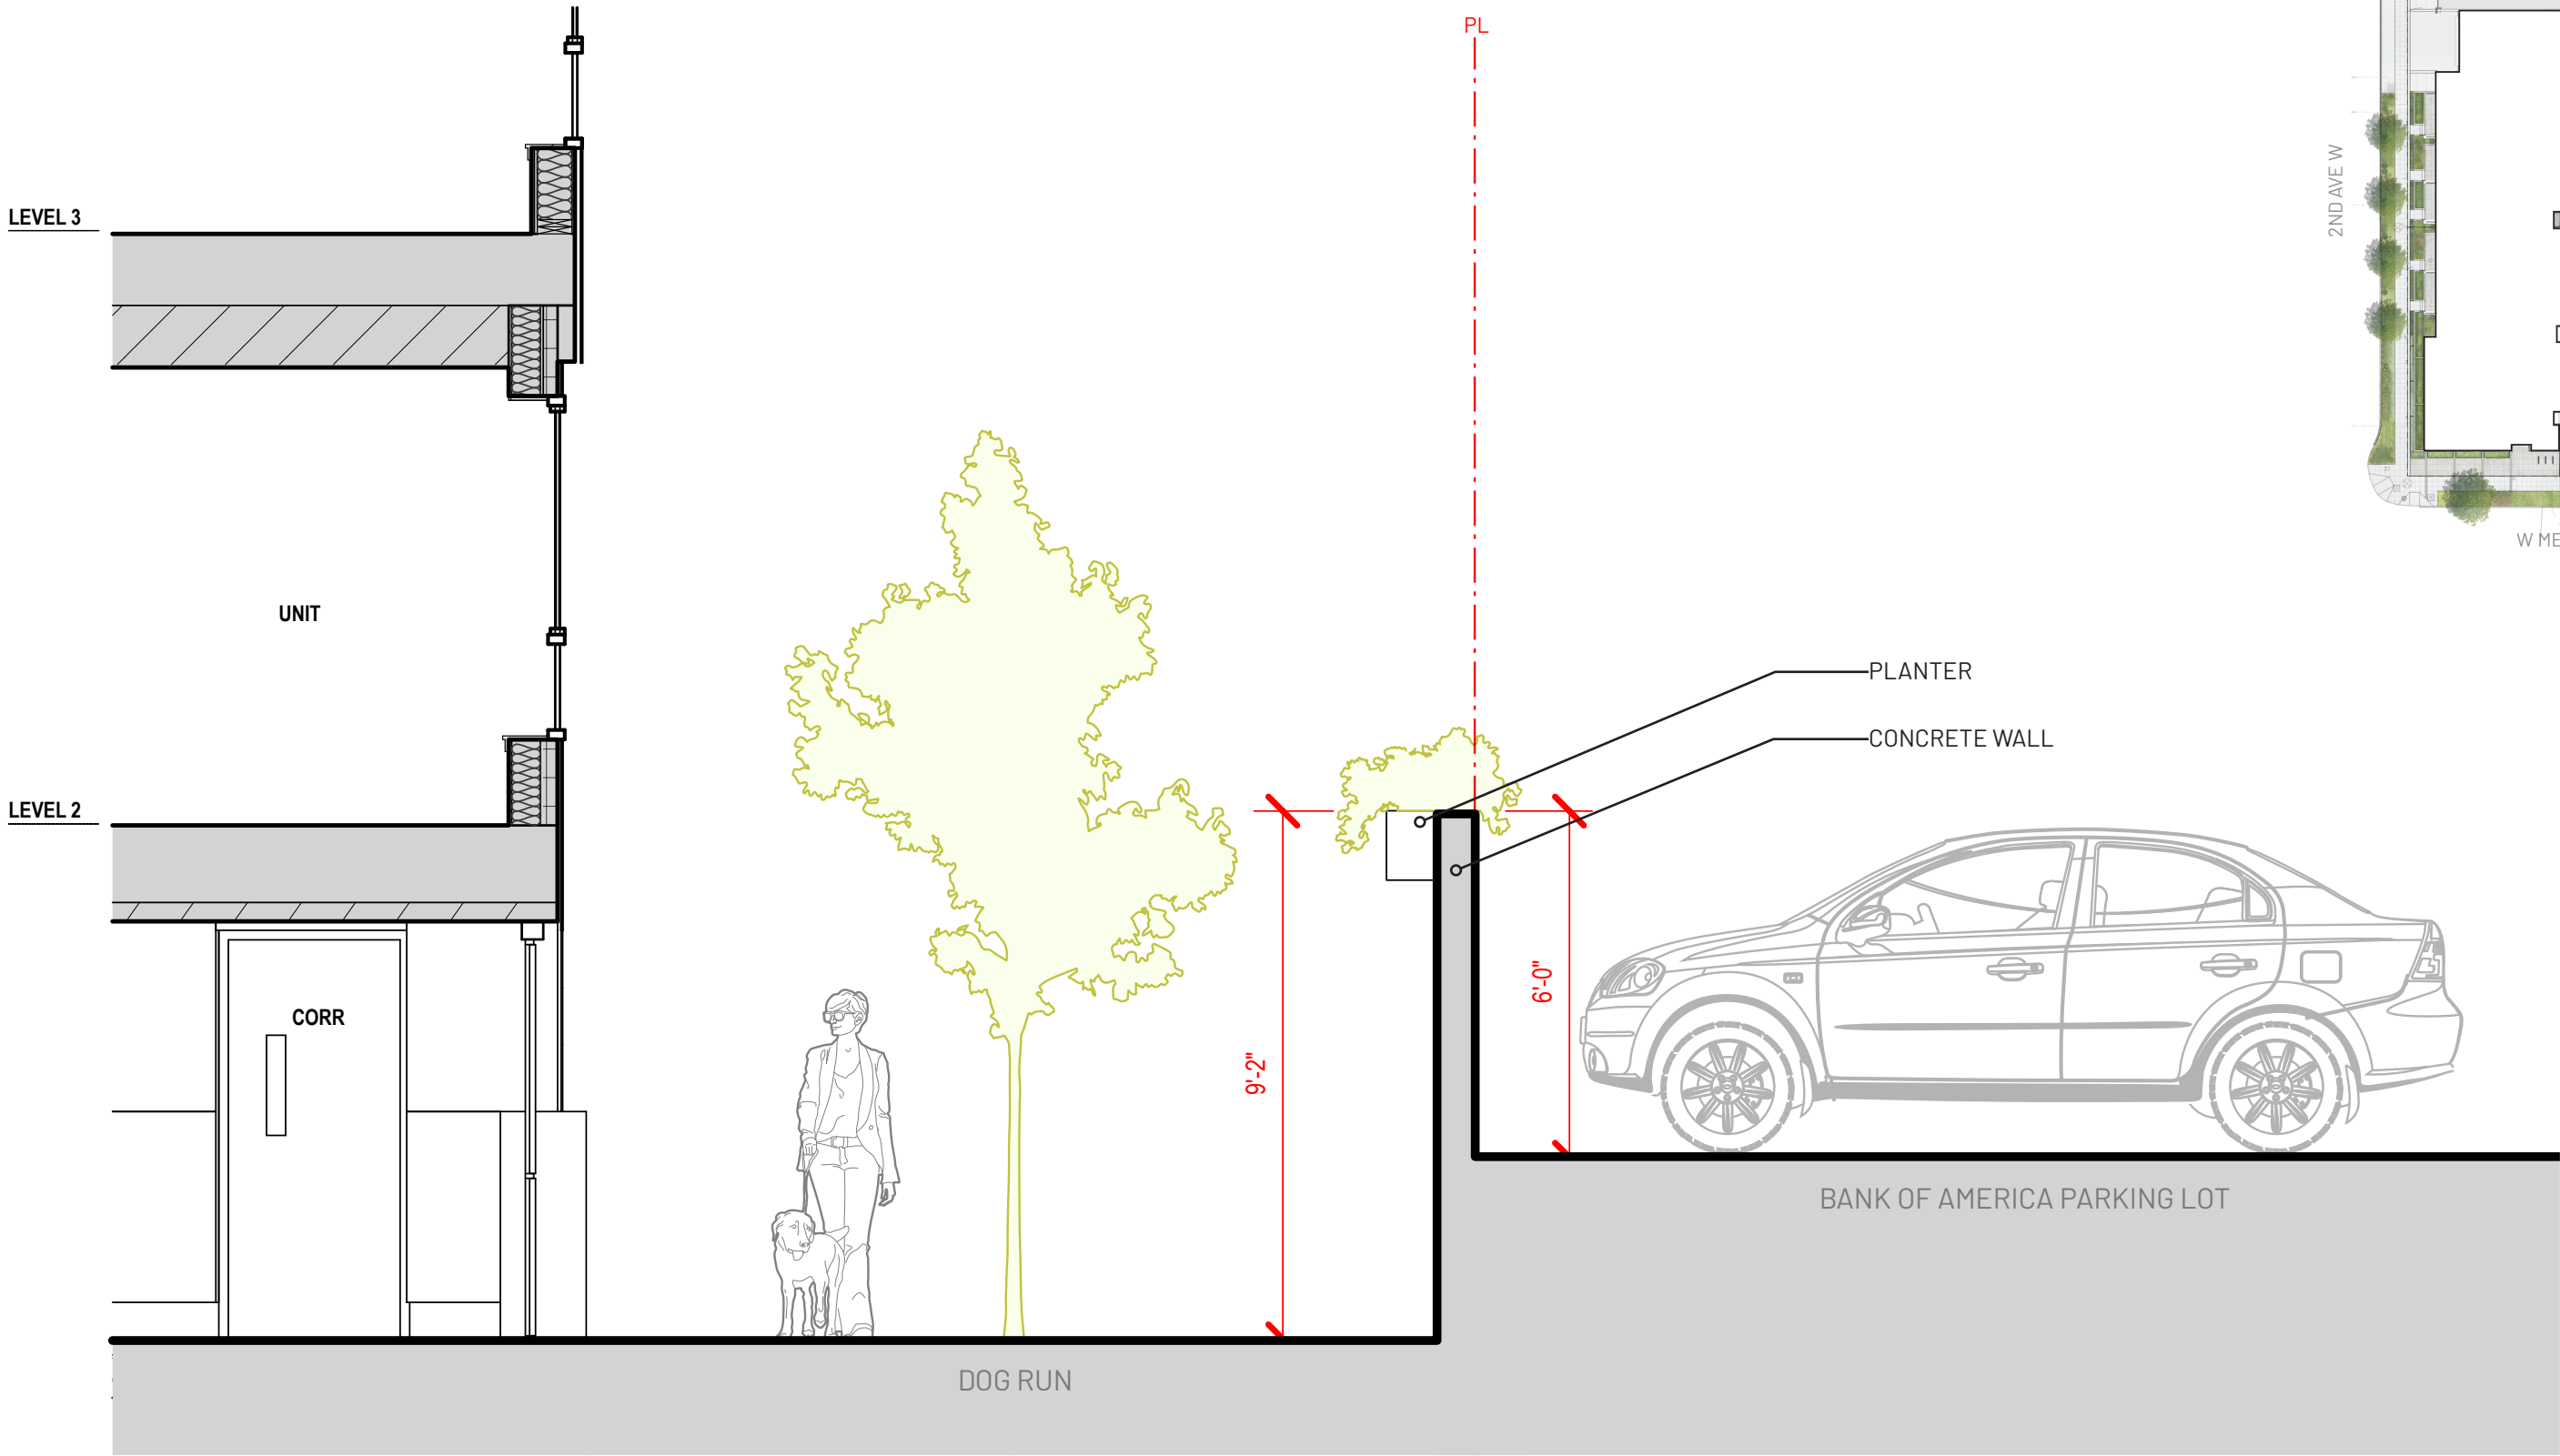 PL
2ND AVE W
LEVEL 3
W ME
UNIT
PLANTER
CONCRETE WALL
LEVEL 2
6'-0"
CORR
9'-2"
BANK OF AMERICA PARKING LOT
DOG RUN